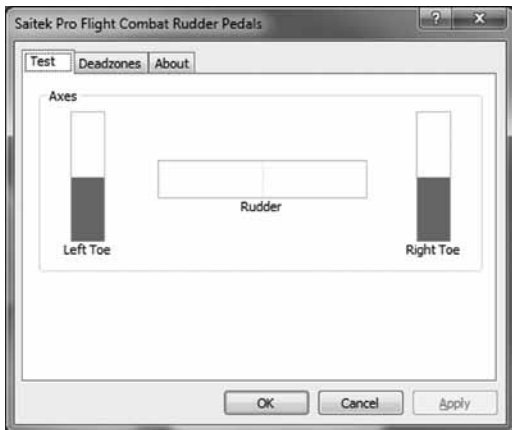 Saitek Pro Flight Combat Rudder Pedals
Test Deadzones About
Axes
Rudder
Left Toe Right Toe
OK Cancel Apply